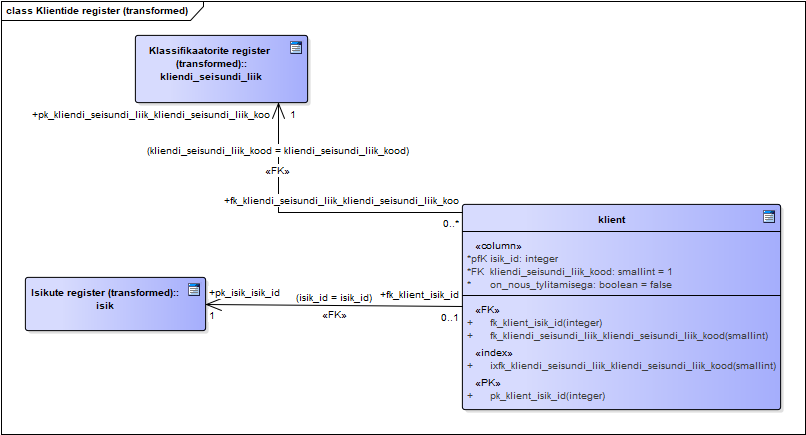 class Klientide register (transformed)
Klassifikaatorite register
(transformed)::
kliendi_seisundi_liik
+pk_kliendi_seisundi_liik_kliendi_seisundi_liik_koo
1
(kliendi_seisundi_liik_kood = kliendi_seisundi_liik_kood)
«FK»
+fk_kliendi_seisundi_liik_kliendi_seisundi_liik_koo
0..*
klient
«column»
*pfK isik_id: integer
*FK kliendi_seisundi_liik_kood: smallint = 1
* on_nous_tylitamisega: boolean = false
«FK»
+ fk_klient_isik_id(integer)
+ fk_kliendi_seisundi_liik_kliendi_seisundi_liik_kood(smallint)
«index»
+ ixfk_kliendi_seisundi_liik_kliendi_seisundi_liik_kood(smallint)
«PK»
+ pk_klient_isik_id(integer)
Isikute register (transformed)::
isik
+pk_isik_isik_id
1
(isik_id = isik_id)
«FK»
+fk_klient_isik_id
0..1